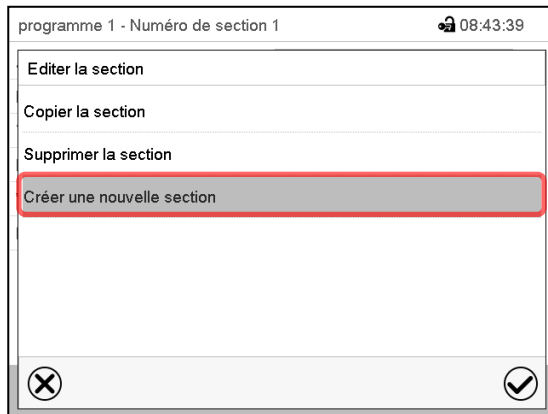 programme 1 - Numéro de section 1 08:43:39
Editer la section
Copier la section
Supprimer la section
Créer une nouvelle section